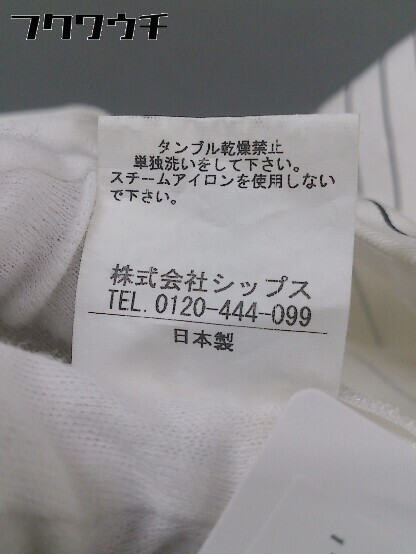 フクワウチ
タンブル乾燥禁止
単独洗いをして下さい。
スチームアイロンを使用しない
で下さい。
株式会社シップス
TEL. 0120-444-099
日本製